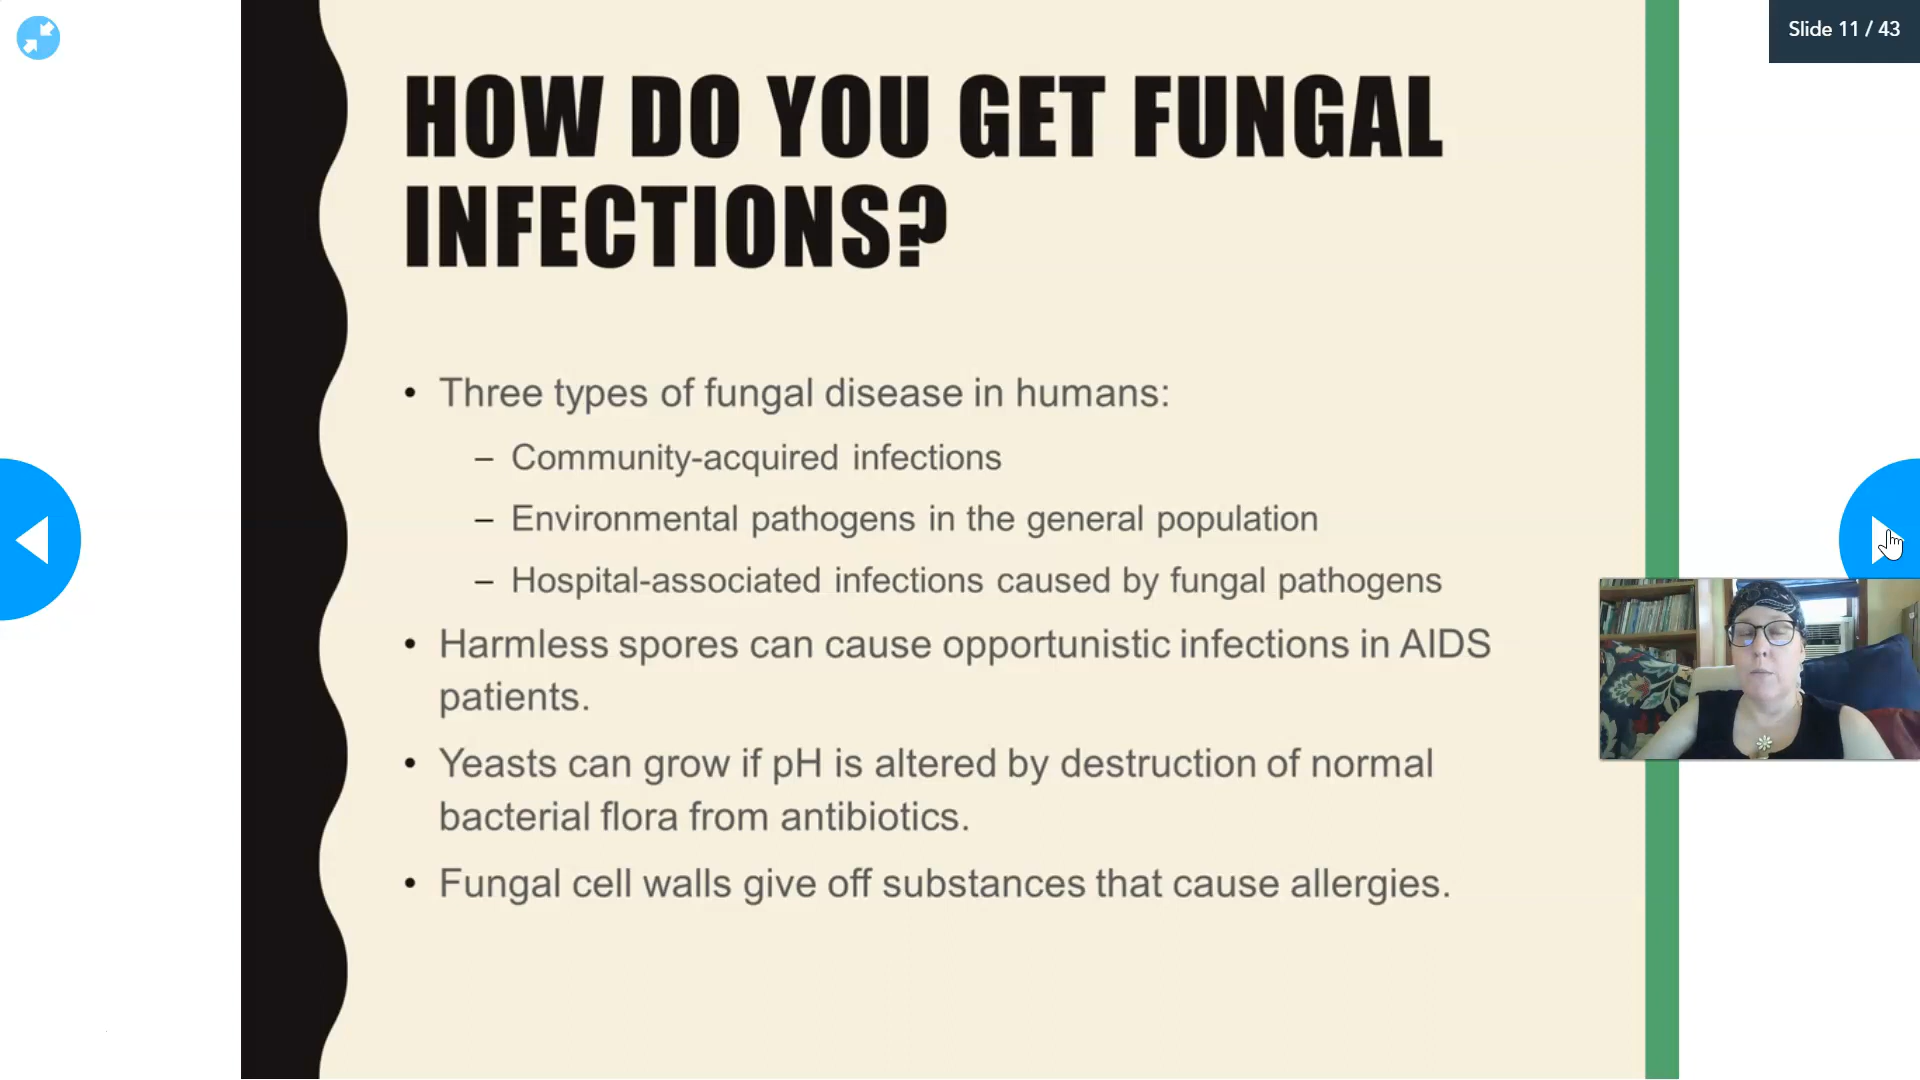 Slide 11 / 43
HOW DO YOU GET FUNGAL
INFECTIONS?
• Three types of fungal disease in humans:
– Community-acquired infections
– Environmental pathogens in the general population
– Hospital-associated infections caused by fungal pathogens
• Harmless spores can cause opportunistic infections in AIDS
patients.
• Yeasts can grow if pH is altered by destruction of normal
bacterial flora from antibiotics.
• Fungal cell walls give off substances that cause allergies.